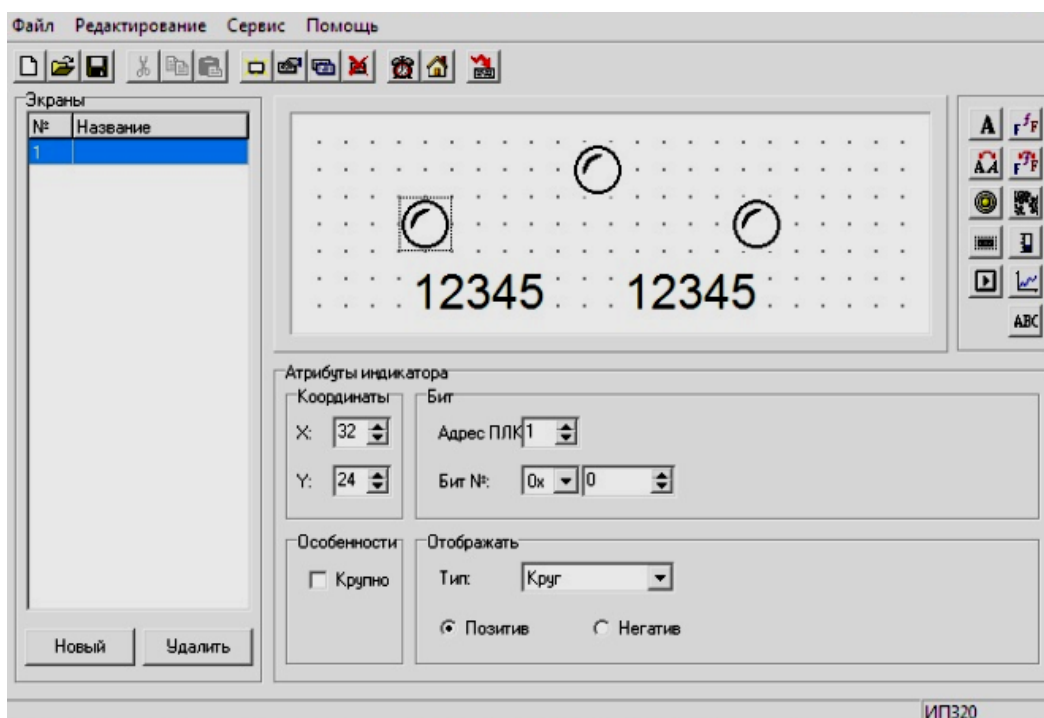 Файл Редактирование Сервис Помощь
Экраны
№ Название
1
12345 12345
A
F f F
A A
F F
ABC
Атрибуты индикатора
Координаты Бит
X: 32 Адрес ПЛК 1
Y: 24 Бит №: 0x 0
Особенности Отображать
Крупно Тип: Круг
Позитив Негатив
Новый Удалить
ИП320